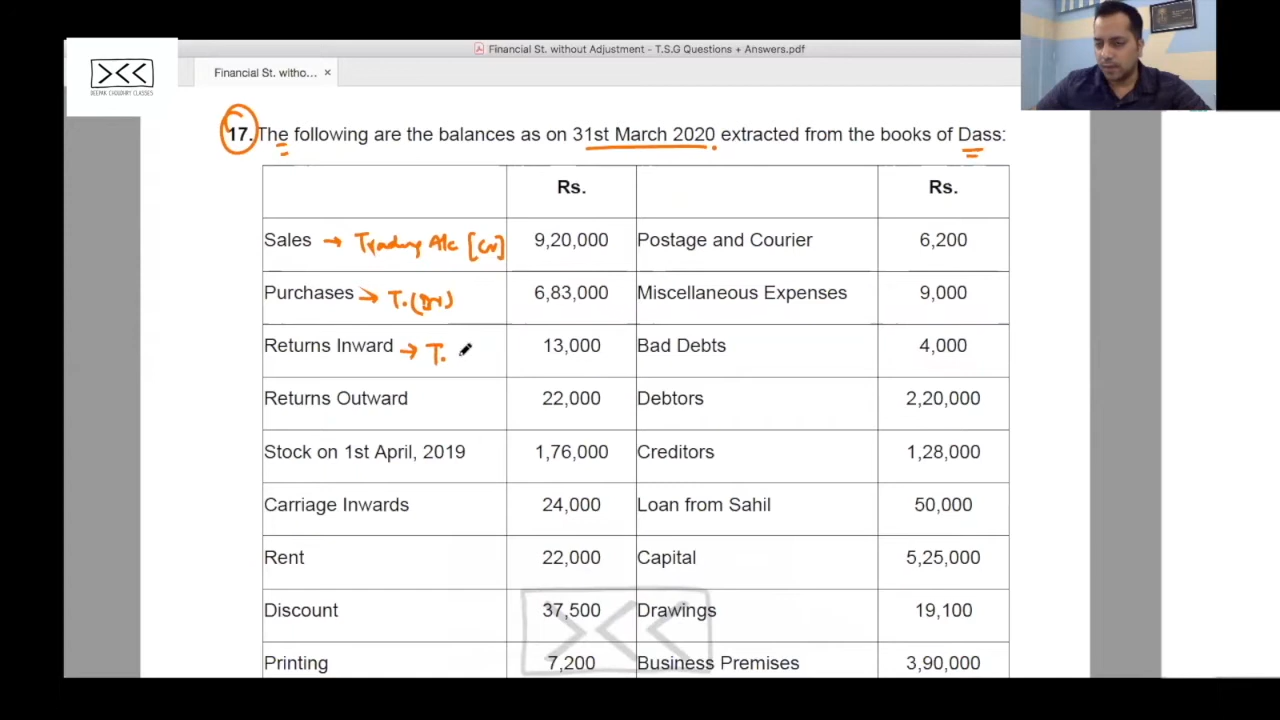 Financial St. without Adjustment - T.S.G Questions + Answers.pdf
Financial St. witho... ×
DEEPAK CHOUDHRY CLASSES
17. The following are the balances as on 31st March 2020 extracted from the books of Dass:
Rs. Rs.
Sales → Trading A/c [Cr] 9,20,000 Postage and Courier 6,200
Purchases → T. (Dr) 6,83,000 Miscellaneous Expenses 9,000
Returns Inward → T. 13,000 Bad Debts 4,000
Returns Outward 22,000 Debtors 2,20,000
Stock on 1st April, 2019 1,76,000 Creditors 1,28,000
Carriage Inwards 24,000 Loan from Sahil 50,000
Rent 22,000 Capital 5,25,000
Discount 37,500 Drawings 19,100
Printing 7,200 Business Premises 3,90,000